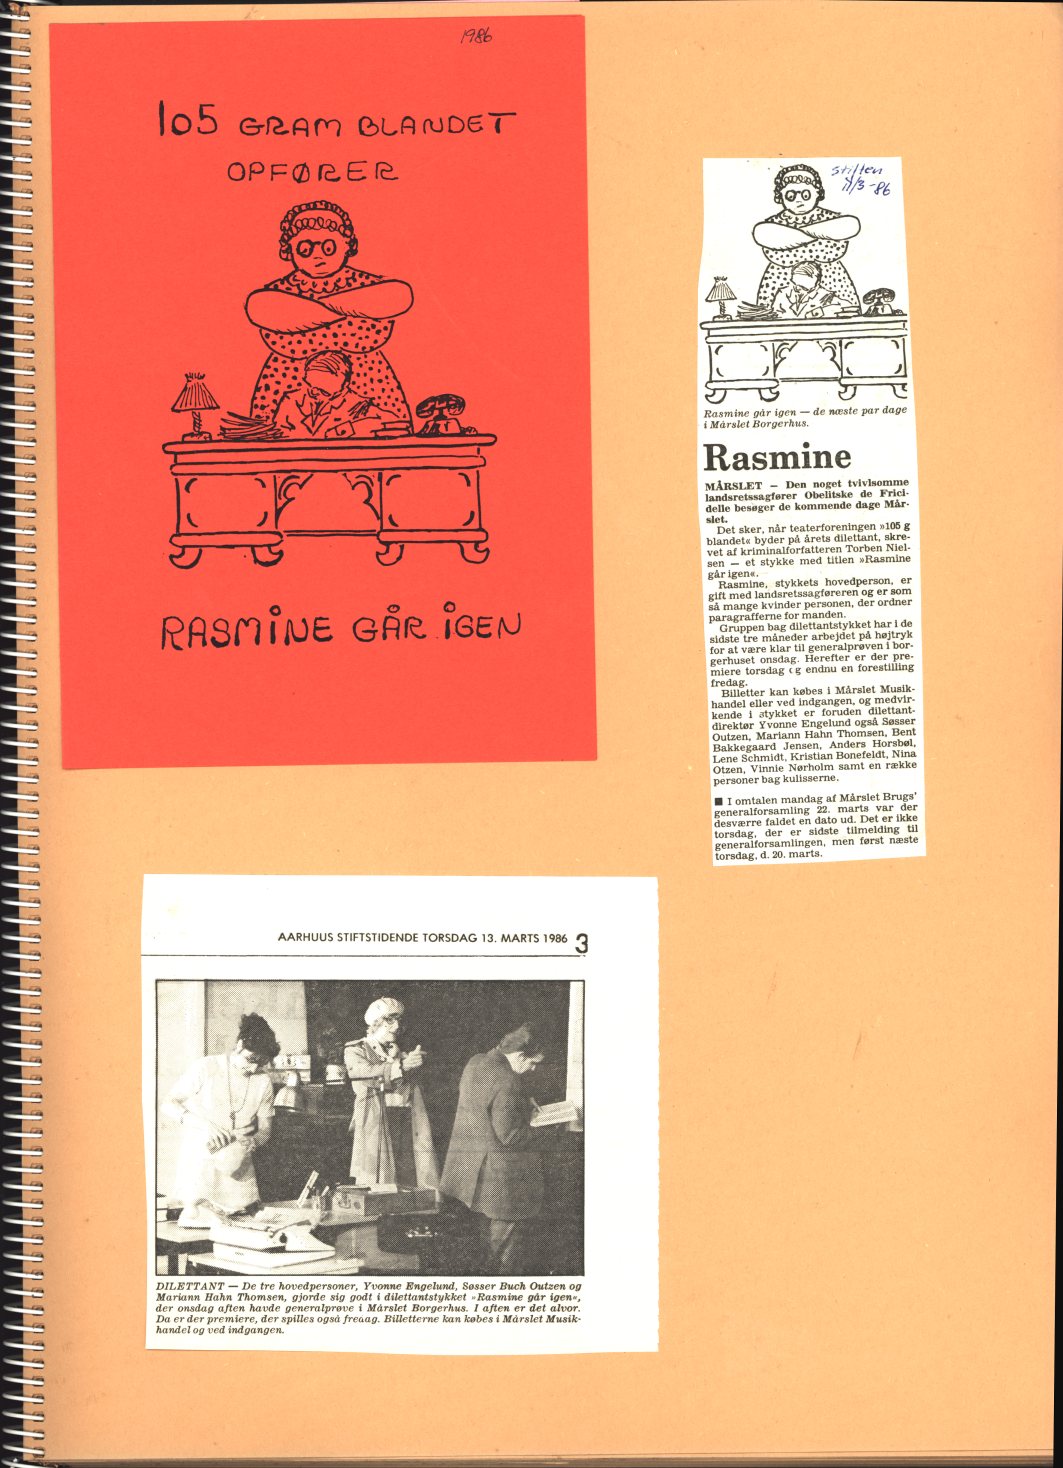 1986
105 GRAM BLANDET
OPFØRER
RASMINE GÅR IGEN
Stiften
11/3-86
Rasmine går igen — de næste par dage
i Mårslet Borgerhus.
Rasmine
MÅRSLET — Den noget tvivlsomme
landsretssagfører Obelitske de Frici-
delle besøger de kommende dage Mår-
slet.
Det sker, når teaterforeningen »105 g
blandet« byder på årets dilettant, skre-
vet af kriminalforfatteren Torben Niel-
sen — et stykke med titlen »Rasmine
går igen«.
Rasmine, stykkets hovedperson, er
gift med landsretssagføreren og er som
så mange kvinder personen, der ordner
paragrafferne for manden.
Gruppen bag dilettantstykket har i de
sidste tre måneder arbejdet på højtryk
for at være klar til generalprøven i bor-
gerhuset onsdag. Herefter er der pre-
miere torsdag og endnu en forestilling
fredag.
Billetter kan købes i Mårslet Musik-
handel eller ved indgangen, og medvir-
kende i stykket er foruden dilettant-
direktør Yvonne Engelund også Søsser
Outzen, Mariann Hahn Thomsen, Bent
Bakkegaard Jensen, Anders Horsbøl,
Lene Schmidt, Kristian Bonefeldt, Nina
Otzen, Vinnie Nørholm samt en række
personer bag kulisserne.
■ I omtalen mandag af Mårslet Brugs'
generalforsamling 22. marts var der
desværre faldet en dato ud. Det er ikke
torsdag, der er sidste tilmelding til
generalforsamlingen, men først næste
torsdag, d. 20. marts.
AARHUUS STIFTSTIDENDE TORSDAG 13. MARTS 1986 3
DILETTANT — De tre hovedpersoner, Yvonne Engelund, Søsser Buch Outzen og
Mariann Hahn Thomsen, gjorde sig godt i dilettantstykket »Rasmine går igen«,
der onsdag aften havde generalprøve i Mårslet Borgerhus. I aften er det alvor.
Da er der premiere, der spilles også fredag. Billetterne kan købes i Mårslet Musik-
handel og ved indgangen.